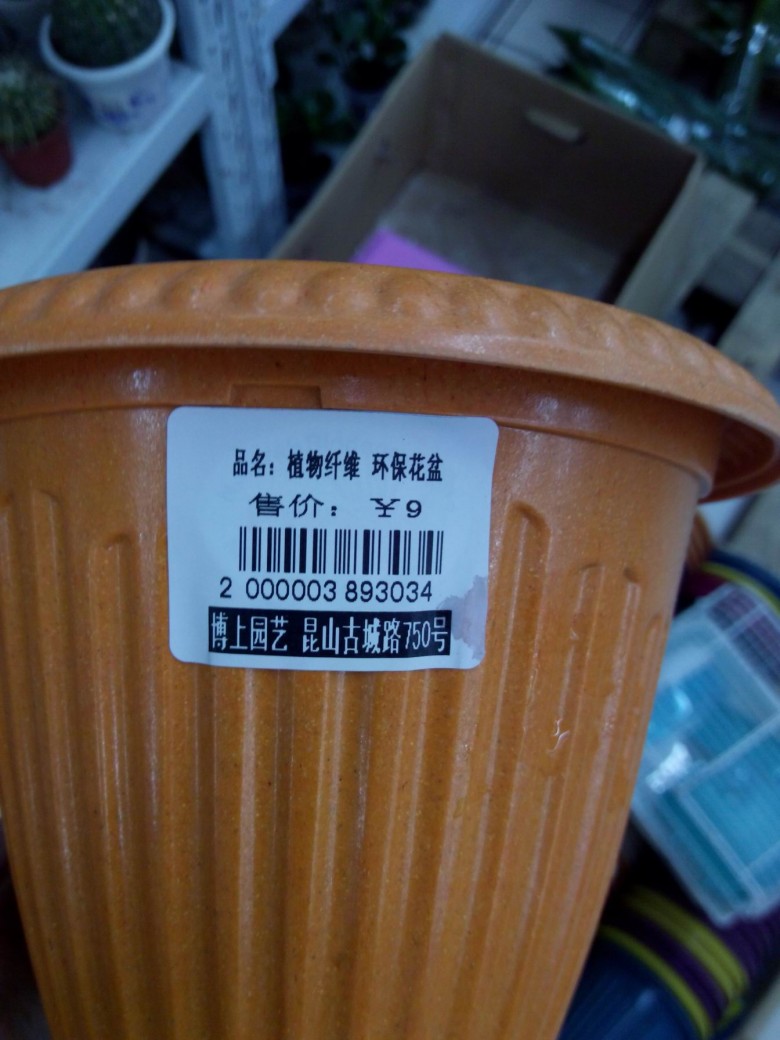 品名：植物纤维 环保花盆
售价： ￥9
2 000003 893034
博上园艺 昆山古城路750号